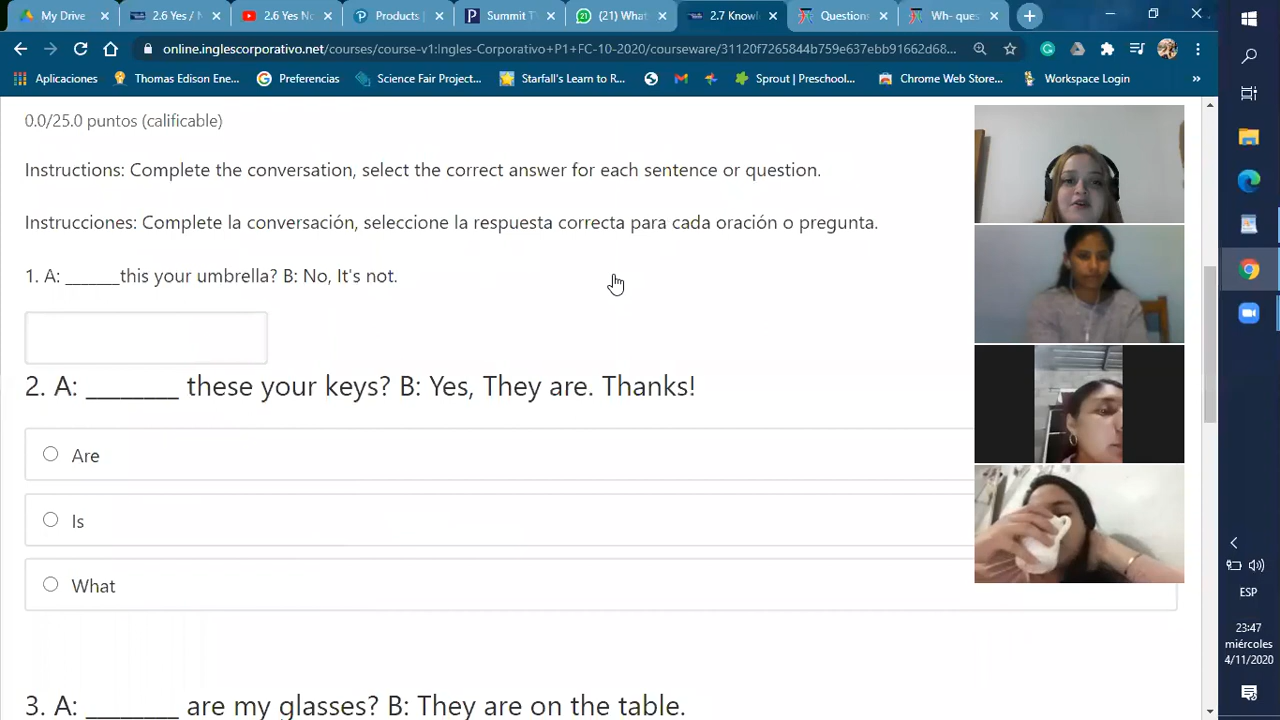 My Drive
2.6 Yes / N
2.6 Yes No
Products |
Summit TV
(21) What
2.7 Knowl
Question
Wh- ques
online.inglescorporativo.net/courses/course-v1:Ingles-Corporativo+P1+FC-10-2020/courseware/31120f7265844b759e637ebb91662d68...
Aplicaciones
Thomas Edison Ene...
Preferencias
Science Fair Project...
Starfall's Learn to R...
Sprout | Preschool...
Chrome Web Store...
Workspace Login
»
0.0/25.0 puntos (calificable)
Instructions: Complete the conversation, select the correct answer for each sentence or question.
Instrucciones: Complete la conversación, seleccione la respuesta correcta para cada oración o pregunta.
1. A: _______this your umbrella? B: No, It's not.
2. A: ________ these your keys? B: Yes, They are. Thanks!
Are
Is
What
3. A: ________ are my glasses? B: They are on the table.
ESP
23:47
miércoles
4/11/2020